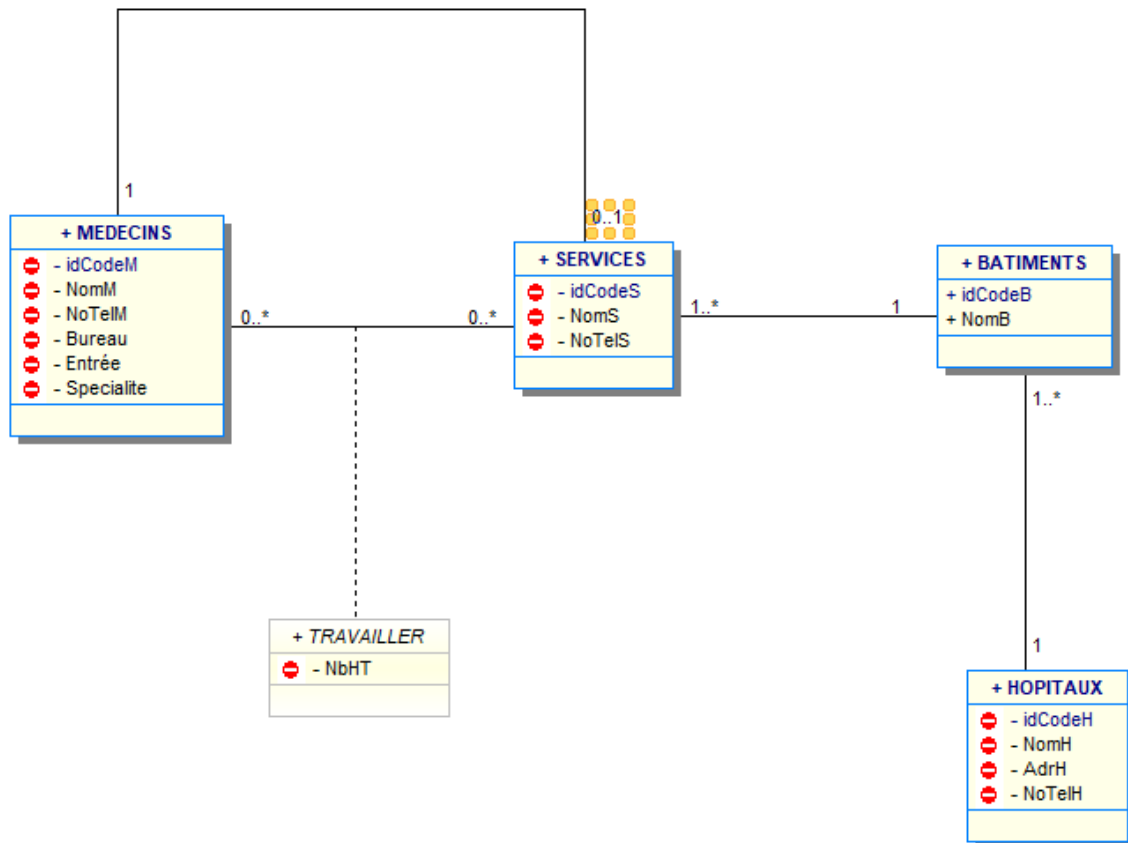 1
+ MEDECINS
- idCodeM
- NomM
- NoTelM
- Bureau
- Entrée
- Specialite
0..*
0..*
0..1
+ SERVICES
- idCodeS
- NomS
- NoTelS
1..*
1
+ BATIMENTS
+ idCodeB
+ NomB
1..*
+ TRAVAILLER
- NbHT
1
+ HOPITAUX
- idCodeH
- NomH
- AdrH
- NoTelH